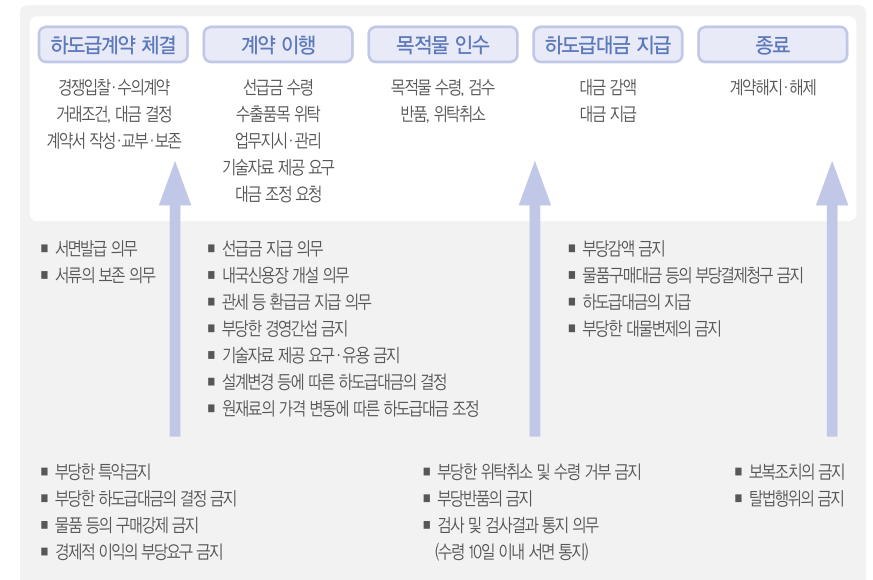 하도급계약 체결
경쟁입찰·수의계약
거래조건, 대금 결정
계약서 작성·교부·보존
계약 이행
선급금 수령
수출품목 위탁
업무지시·관리
기술자료 제공 요구
대금 조정 요청
목적물 인수
목적물 수령, 검수
반품, 위탁취소
하도급대금 지급
대금 감액
대금 지급
종료
계약해지·해제
■ 서면발급 의무
■ 서류의 보존 의무
■ 선급금 지급 의무
■ 내국신용장 개설 의무
■ 관세 등 환급금 지급 의무
■ 부당한 경영간섭 금지
■ 기술자료 제공 요구·유용 금지
■ 설계변경 등에 따른 하도급대금의 결정
■ 원재료의 가격 변동에 따른 하도급대금 조정
■ 부당감액 금지
■ 물품구매대금 등의 부당결제청구 금지
■ 하도급대금의 지급
■ 부당한 대물변제의 금지
■ 부당한 특약금지
■ 부당한 하도급대금의 결정 금지
■ 물품 등의 구매강제 금지
■ 경제적 이익의 부당요구 금지
■ 부당한 위탁취소 및 수령 거부 금지
■ 부당반품의 금지
■ 검사 및 검사결과 통지 의무
(수령 10일 이내 서면 통지)
■ 보복조치의 금지
■ 탈법행위의 금지